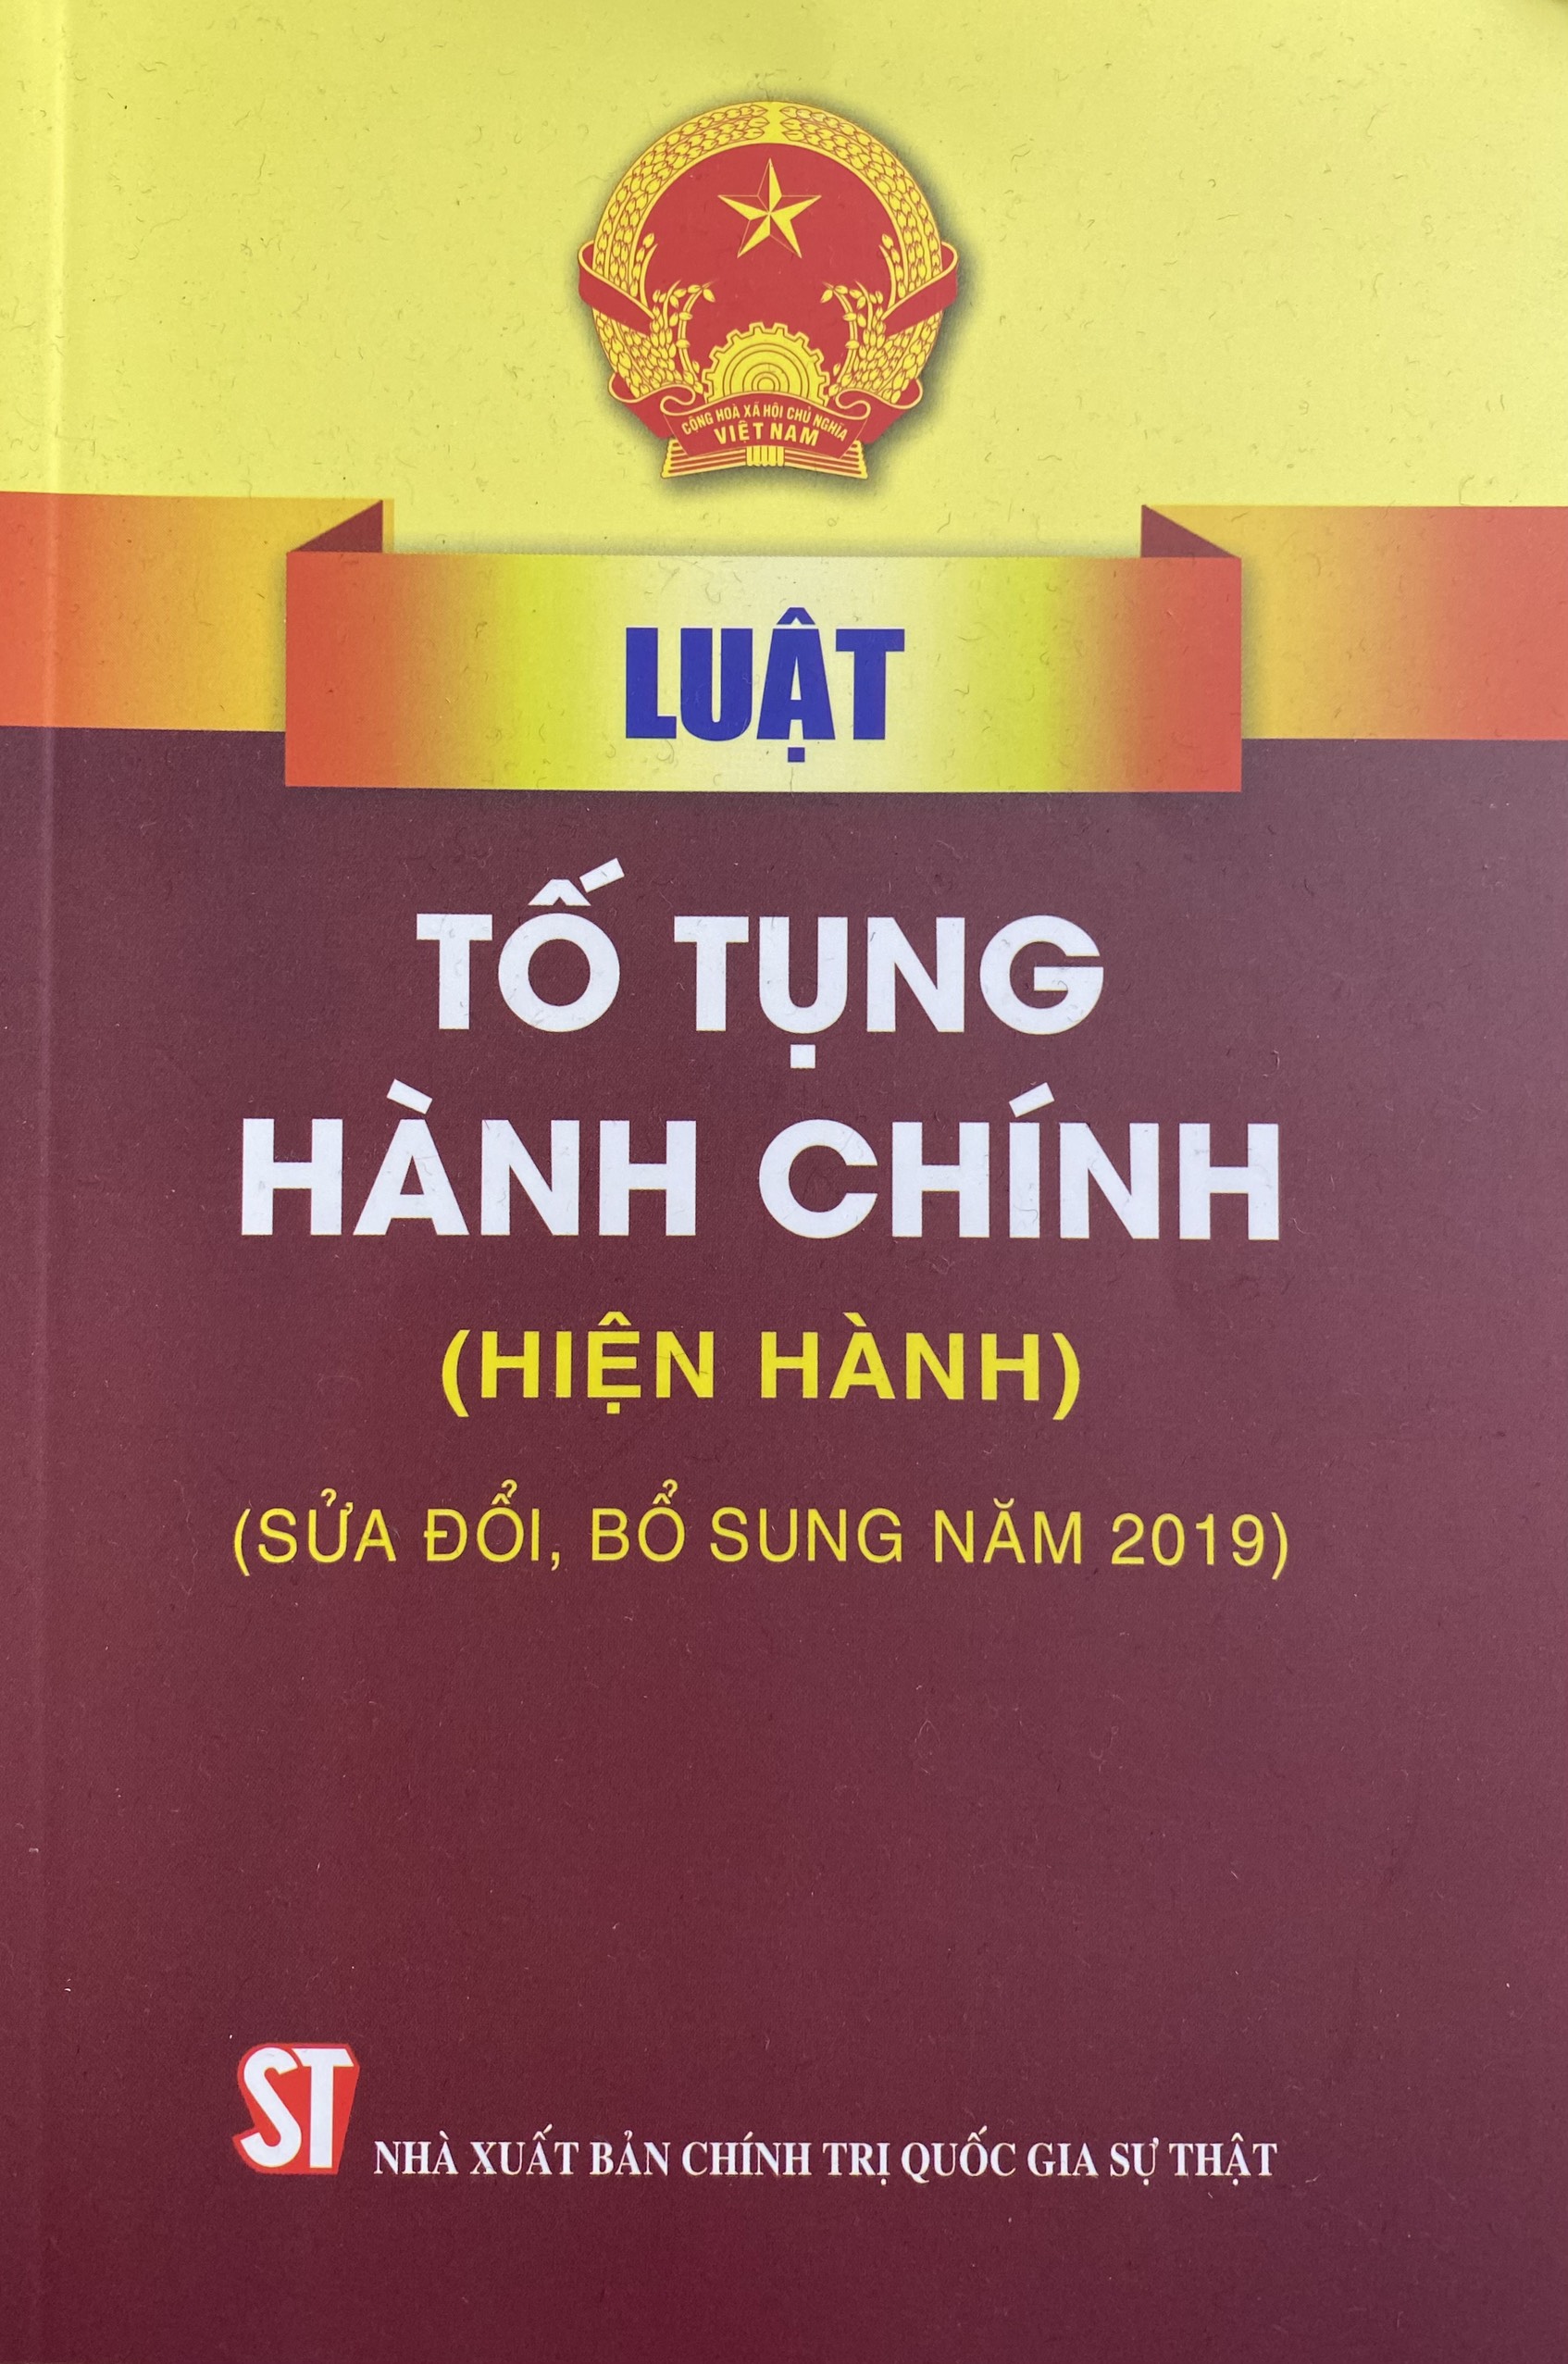 CỘNG HOÀ XÃ HỘI CHỦ NGHĨA
VIỆT NAM
LUẬT
TỐ TỤNG
HÀNH CHÍNH
(HIỆN HÀNH)
(SỬA ĐỔI, BỔ SUNG NĂM 2019)
ST
NHÀ XUẤT BẢN CHÍNH TRỊ QUỐC GIA SỰ THẬT